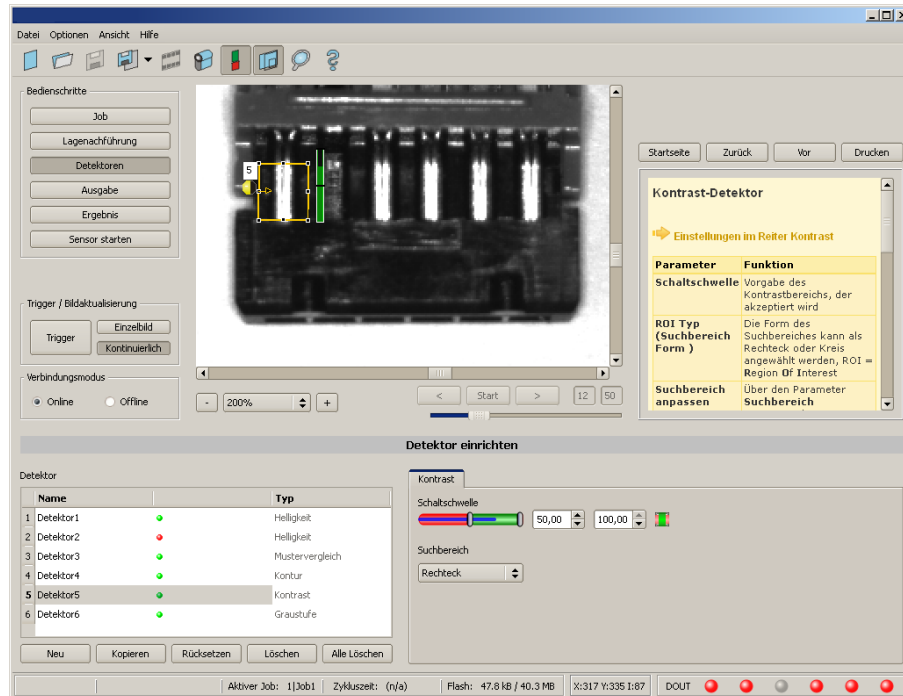 Datei Optionen Ansicht Hilfe
Bedienschritte
Job
Lagenachführung
Detektoren
Ausgabe
Ergebnis
Sensor starten
Trigger / Bildaktualisierung
Trigger
Einzelbild
Kontinuierlich
Verbindungsmodus
Online Offline
5
- 200% +
< Start > 12 50
Startseite Zurück Vor Drucken
Kontrast-Detektor
Einstellungen im Reiter Kontrast
Parameter Funktion
Schaltschwelle Vorgabe des
Kontrastbereichs, der
akzeptiert wird
ROI Typ Die Form des
(Suchbereich Suchbereiches kann als
Form ) Rechteck oder Kreis
angewählt werden, ROI =
Region Of Interest
Suchbereich Über den Parameter
anpassen Suchbereich
Detektor einrichten
Detektor
Name Typ
1 Detektor1 Helligkeit
2 Detektor2 Helligkeit
3 Detektor3 Mustervergleich
4 Detektor4 Kontur
5 Detektor5 Kontrast
6 Detektor6 Graustufe
Neu Kopieren Rücksetzen Löschen Alle Löschen
Kontrast
Schaltschwelle
50,00 100,00
Suchbereich
Rechteck
Aktiver Job: 1|Job1 Zykluszeit: (n/a) Flash: 47.8 kB / 40.3 MB X:317 Y:335 I:87 DOUT